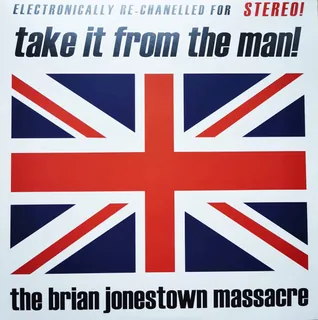 ELECTRONICALLY RE-CHANELLED FOR STEREO!
take it from the man!
the brian jonestown massacre